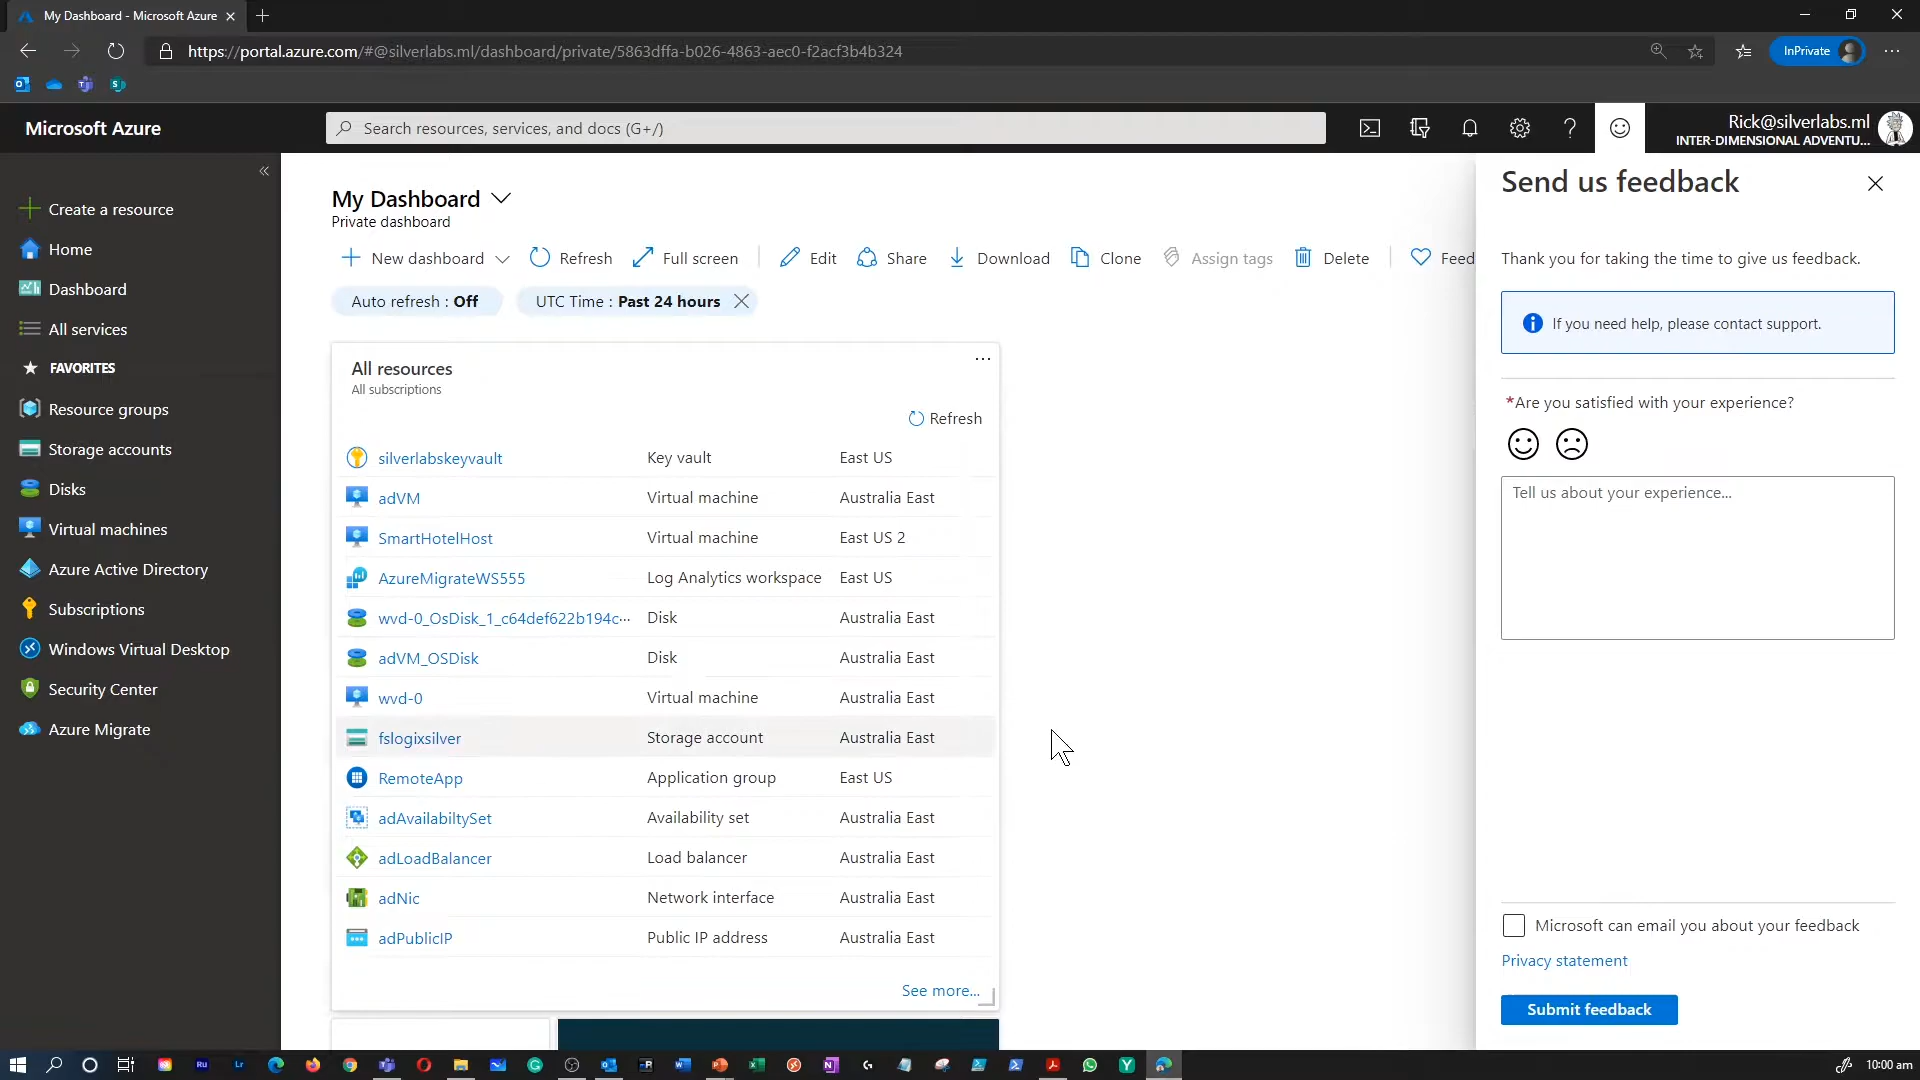 My Dashboard - Microsoft Azure
https://portal.azure.com/#@silverlabs.ml/dashboard/private/5863dffa-b026-4863-aec0-f2acf3b4b324
InPrivate
Microsoft Azure
Search resources, services, and docs (G+/)
Rick@silverlabs.ml
INTER-DIMENSIONAL ADVENTU...
Create a resource
Home
Dashboard
All services
FAVORITES
Resource groups
Storage accounts
Disks
Virtual machines
Azure Active Directory
Subscriptions
Windows Virtual Desktop
Security Center
Azure Migrate
My Dashboard
Private dashboard
New dashboard Refresh Full screen Edit Share Download Clone Assign tags Delete Feed
Auto refresh : Off UTC Time : Past 24 hours
All resources
All subscriptions
Refresh
silverlabskeyvault Key vault East US
adVM Virtual machine Australia East
SmartHotelHost Virtual machine East US 2
AzureMigrateWS555 Log Analytics workspace East US
wvd-0_OsDisk_1_c64def622b194c... Disk Australia East
adVM_OSDisk Disk Australia East
wvd-0 Virtual machine Australia East
fslogixsilver Storage account Australia East
RemoteApp Application group East US
adAvailabiltySet Availability set Australia East
adLoadBalancer Load balancer Australia East
adNic Network interface Australia East
adPublicIP Public IP address Australia East
See more...
Send us feedback
Thank you for taking the time to give us feedback.
If you need help, please contact support.
*Are you satisfied with your experience?
Tell us about your experience...
Microsoft can email you about your feedback
Privacy statement
Submit feedback
Ru
Lr
10:00 am